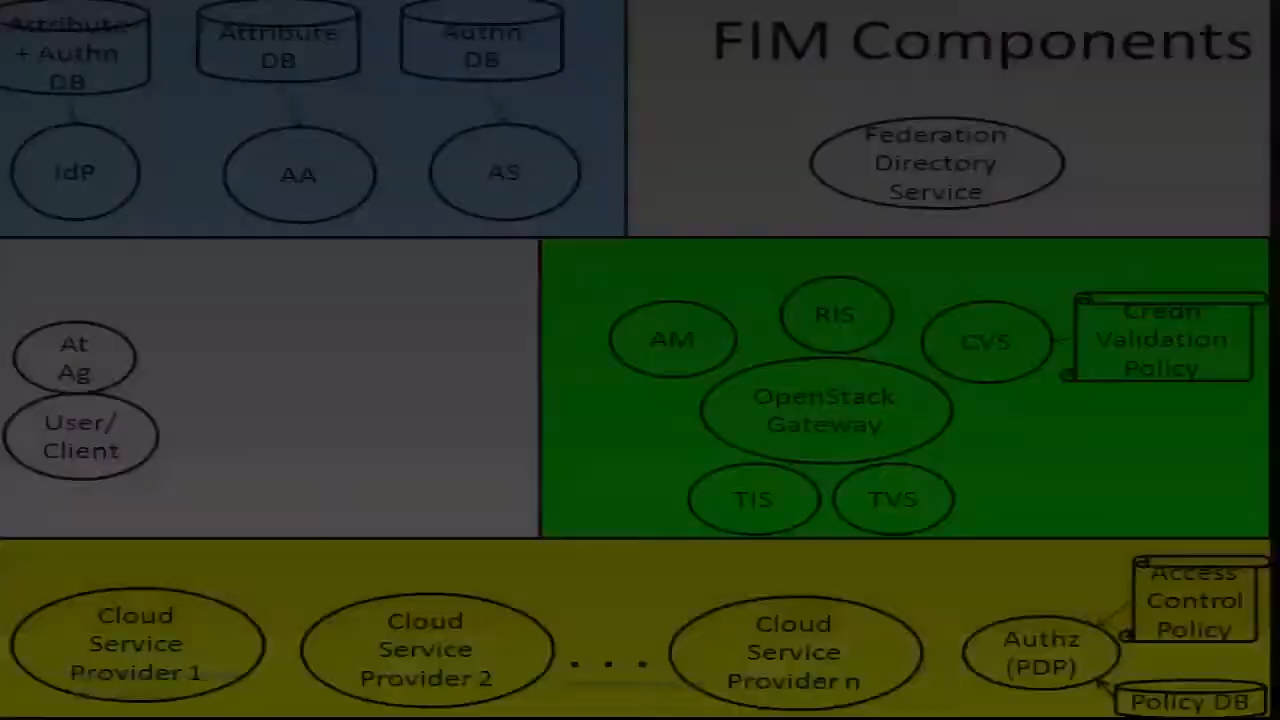 FIM Components
Attribute
+ Authn
DB
Attribute
DB
Authn
DB
IdP
AA
AS
Federation
Directory
Service
At
Ag
User/
Client
AM
RIS
CVS
Credn
Validation
Policy
OpenStack
Gateway
TIS
TVS
Cloud
Service
Provider 1
Cloud
Service
Provider 2
. . .
Cloud
Service
Provider n
Authz
(PDP)
Access
Control
Policy
Policy DB